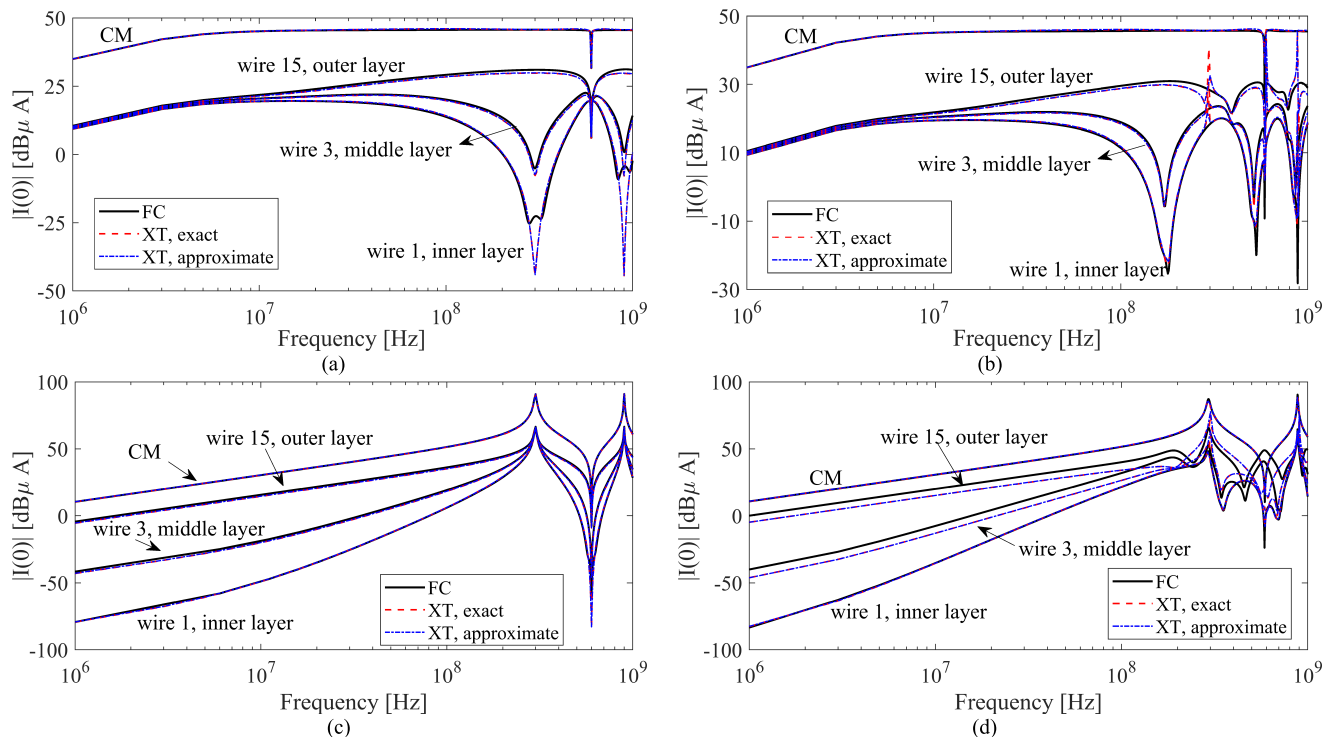 50
25
0
-25
-50
|I(0)| [dBμ A]
CM
wire 15, outer layer
wire 3, middle layer
wire 1, inner layer
FC
XT, exact
XT, approximate
10^6
10^7
10^8
10^9
Frequency [Hz]
(a)
50
30
10
-10
-30
|I(0)| [dBμ A]
CM
wire 15, outer layer
wire 3, middle layer
wire 1, inner layer
FC
XT, exact
XT, approximate
10^6
10^7
10^8
10^9
Frequency [Hz]
(b)
100
50
0
-50
-100
|I(0)| [dBμ A]
CM
wire 15, outer layer
wire 3, middle layer
wire 1, inner layer
FC
XT, exact
XT, approximate
10^6
10^7
10^8
10^9
Frequency [Hz]
(c)
100
50
0
-50
-100
|I(0)| [dBμ A]
wire 15, outer layer
CM
wire 3, middle layer
wire 1, inner layer
FC
XT, exact
XT, approximate
10^6
10^7
10^8
10^9
Frequency [Hz]
(d)